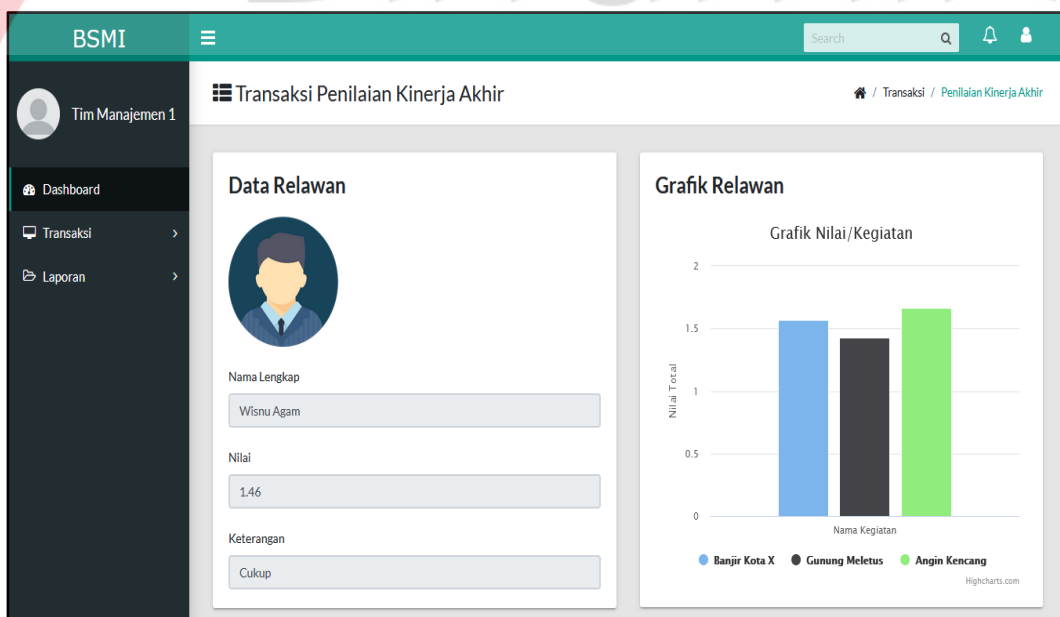 BSMI
Search
Tim Manajemen 1
Dashboard
Transaksi
Laporan
Transaksi Penilaian Kinerja Akhir
/ Transaksi / Penilaian Kinerja Akhir
Data Relawan
Nama Lengkap
Wisnu Agam
Nilai
1.46
Keterangan
Cukup
Grafik Relawan
Grafik Nilai/Kegiatan
Nilai Total
2
1.5
1
0.5
0
Nama Kegiatan
Banjir Kota X Gunung Meletus Angin Kencang
Highcharts.com